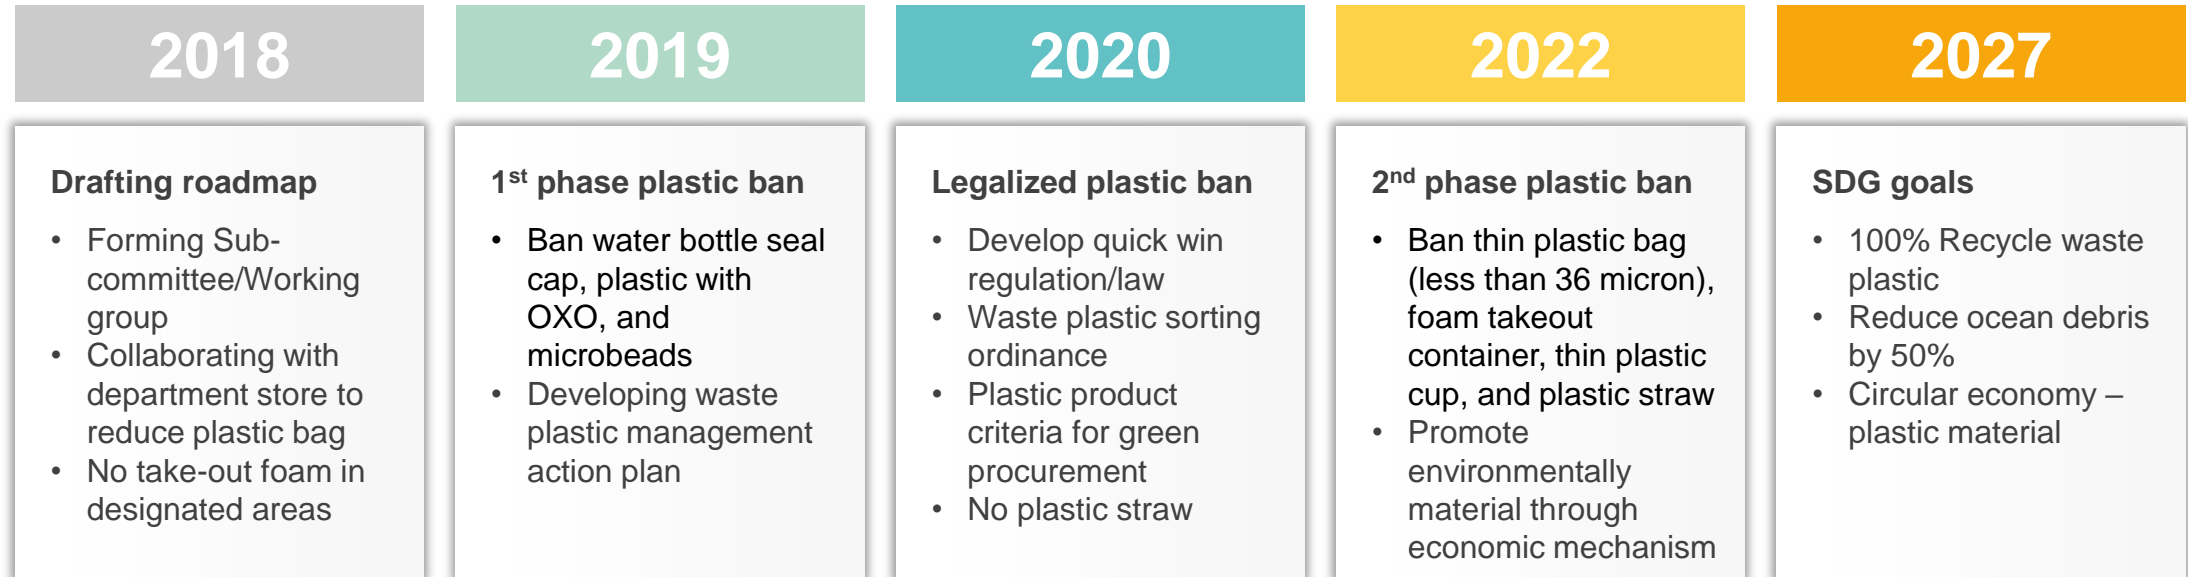 2018
2019
2020
2022
2027
Drafting roadmap
• Forming Sub-
committee/Working
group
• Collaborating with
department store to
reduce plastic bag
• No take-out foam in
designated areas
1st phase plastic ban
• Ban water bottle seal
cap, plastic with
OXO, and
microbeads
• Developing waste
plastic management
action plan
Legalized plastic ban
• Develop quick win
regulation/law
• Waste plastic sorting
ordinance
• Plastic product
criteria for green
procurement
• No plastic straw
2nd phase plastic ban
• Ban thin plastic bag
(less than 36 micron),
foam takeout
container, thin plastic
cup, and plastic straw
• Promote
environmentally
material through
economic mechanism
SDG goals
• 100% Recycle waste
plastic
• Reduce ocean debris
by 50%
• Circular economy –
plastic material